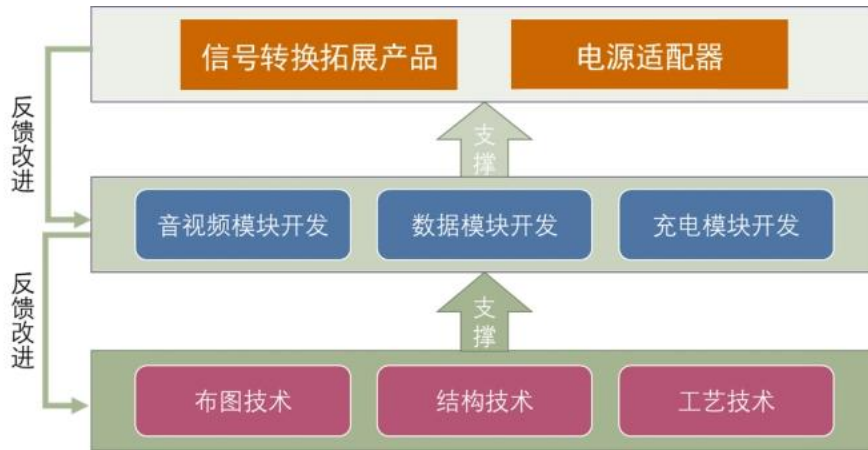 信号转换拓展产品
电源适配器
反馈改进
支撑
音视频模块开发
数据模块开发
充电模块开发
反馈改进
支撑
布图技术
结构技术
工艺技术